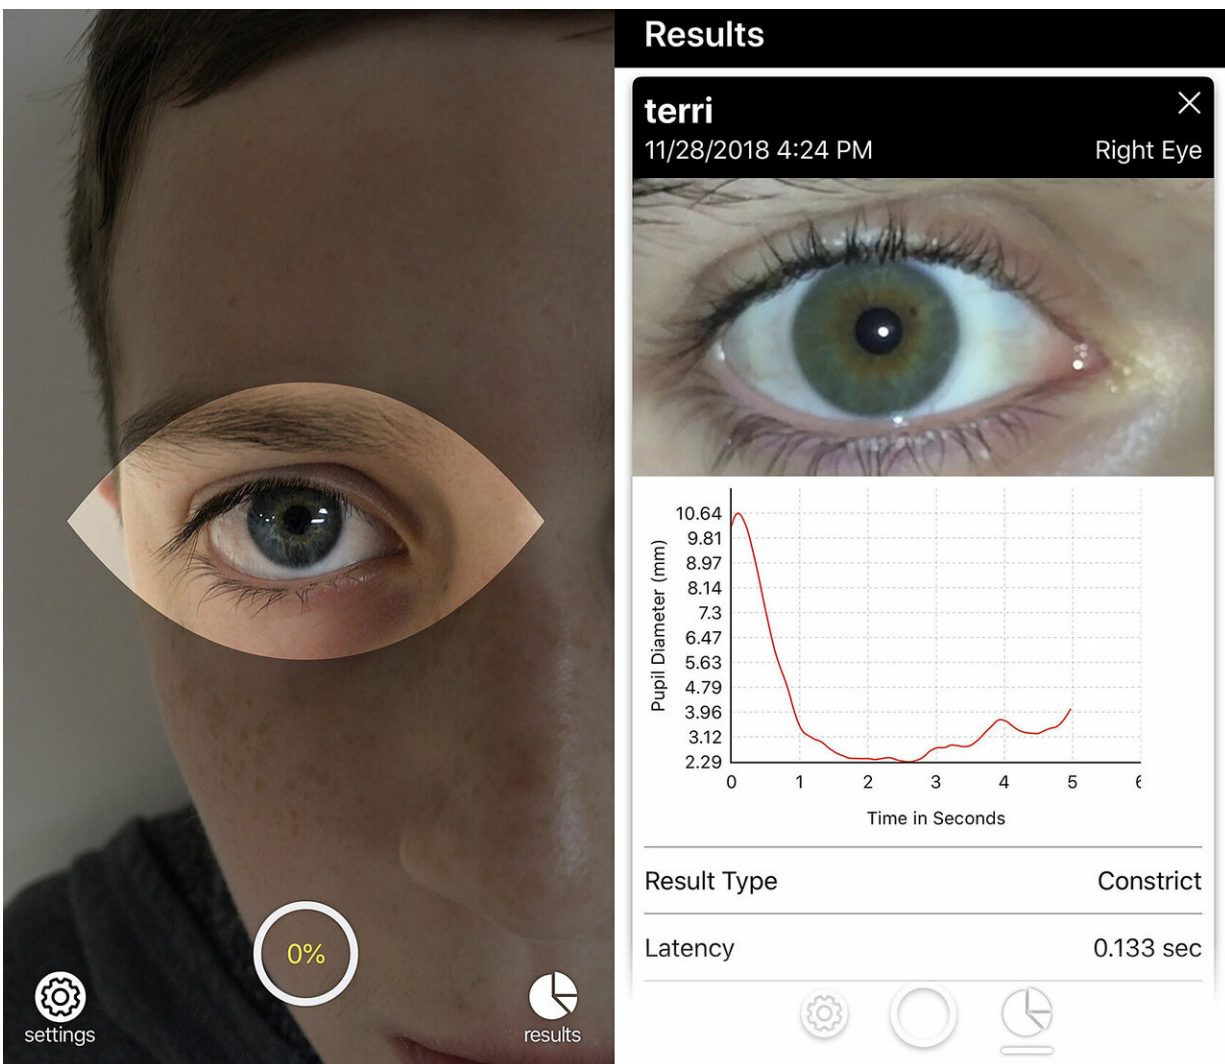 0%
settings
results
Results
terri
11/28/2018 4:24 PM
Right Eye
10.64
9.81
8.97
8.14
7.3
6.47
5.63
4.79
3.96
3.12
2.29
Pupil Diameter (mm)
0 1 2 3 4 5 6
Time in Seconds
Result Type Constrict
Latency 0.133 sec